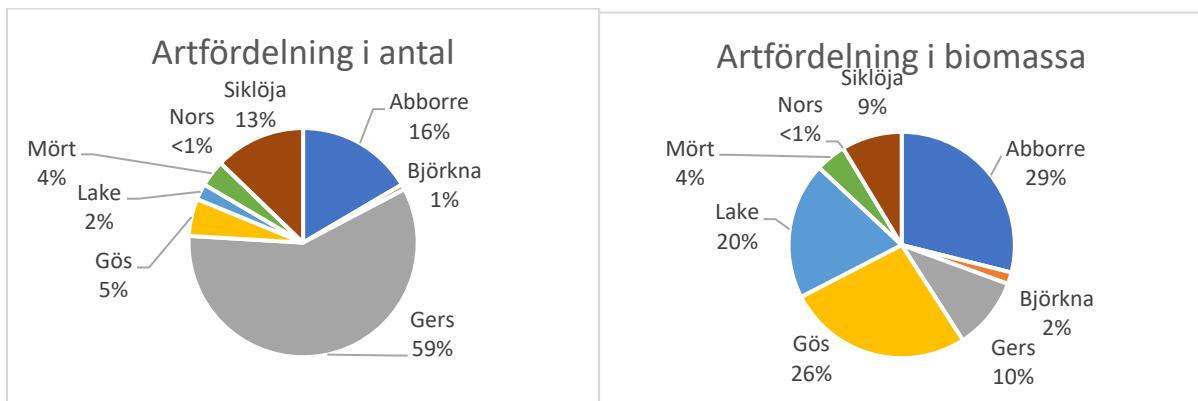 Artfördelning i antal
Siklöja
13%
Abborre
16%
Nors
<1%
Björkna
1%
Mört
4%
Lake
2%
Gös
5%
Gers
59%
Artfördelning i biomassa
Siklöja
9%
Nors
<1%
Abborre
29%
Mört
4%
Lake
20%
Björkna
2%
Gös
26%
Gers
10%